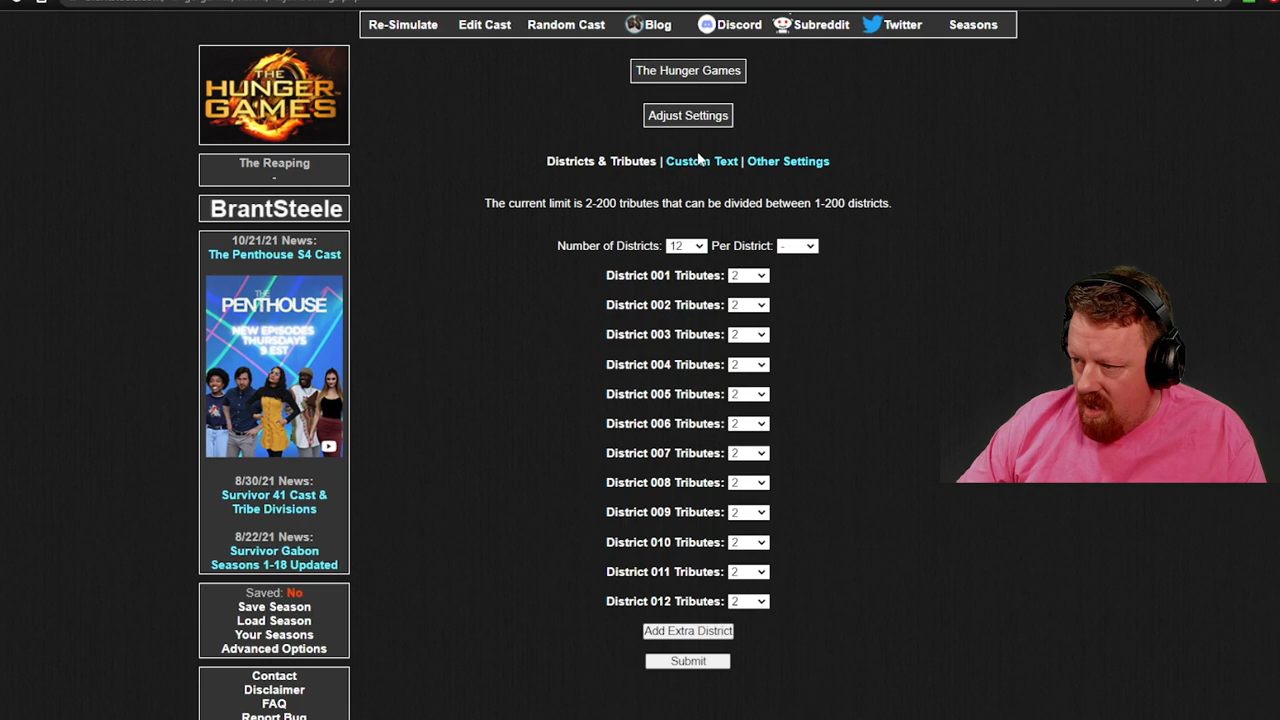 Re-Simulate Edit Cast Random Cast Blog Discord Subreddit Twitter Seasons
THE
HUNGER
GAMES
The Reaping
-
BrantSteele
10/21/21 News:
The Penthouse S4 Cast
THE
PENTHOUSE
NEW EPISODES
THURSDAYS
9 EST
8/30/21 News:
Survivor 41 Cast &
Tribe Divisions
8/22/21 News:
Survivor Gabon
Seasons 1-18 Updated
Saved: No
Save Season
Load Season
Your Seasons
Advanced Options
Contact
Disclaimer
FAQ
Report Bug
The Hunger Games
Adjust Settings
Districts & Tributes | Custom Text | Other Settings
The current limit is 2-200 tributes that can be divided between 1-200 districts.
Number of Districts: 12 Per District: -
District 001 Tributes: 2
District 002 Tributes: 2
District 003 Tributes: 2
District 004 Tributes: 2
District 005 Tributes: 2
District 006 Tributes: 2
District 007 Tributes: 2
District 008 Tributes: 2
District 009 Tributes: 2
District 010 Tributes: 2
District 011 Tributes: 2
District 012 Tributes: 2
Add Extra District
Submit